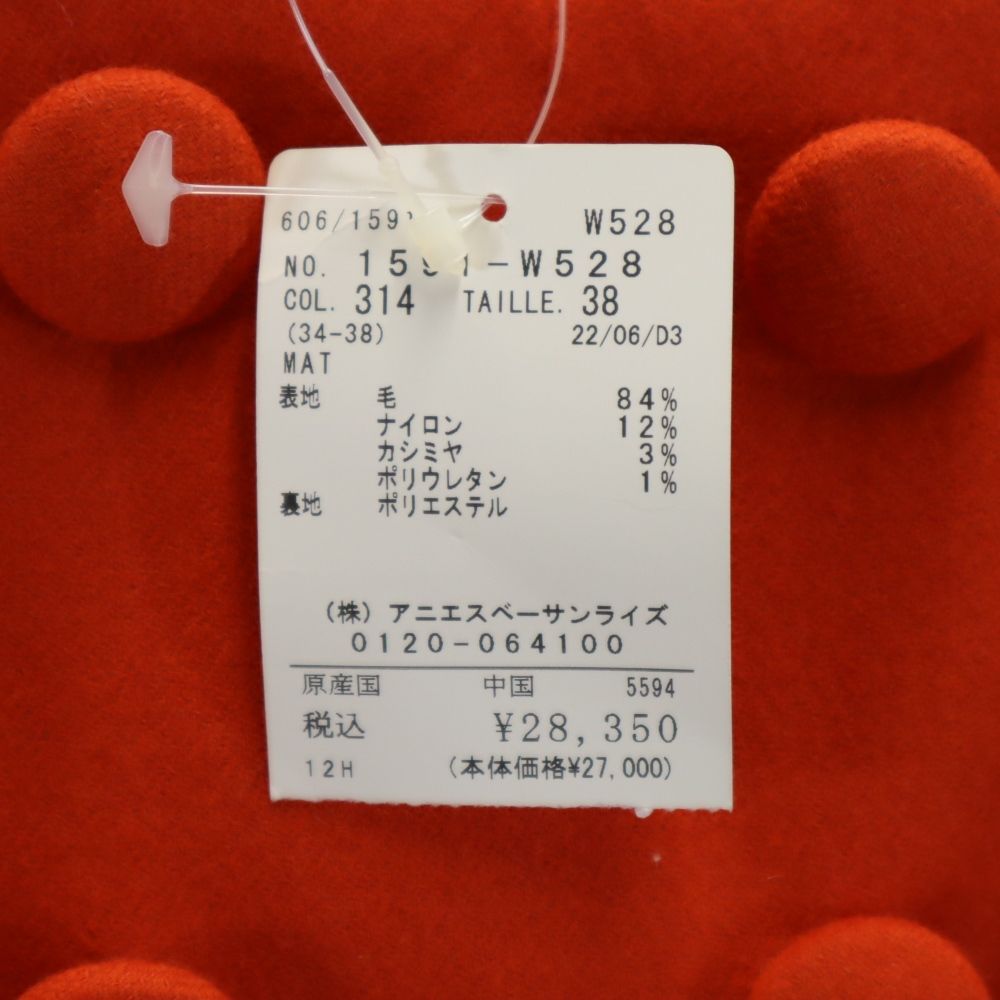 606/1591 W528
NO. 1591-W528
COL. 314 TAILLE. 38
(34-38) 22/06/D3
MAT
表地 毛 84%
ナイロン 12%
カシミヤ 3%
ポリウレタン 1%
裏地 ポリエステル
(株) アニエスベーサンライズ
0120-064100
原産国 中国 5594
税込 ¥28,350
12H (本体価格¥27,000)